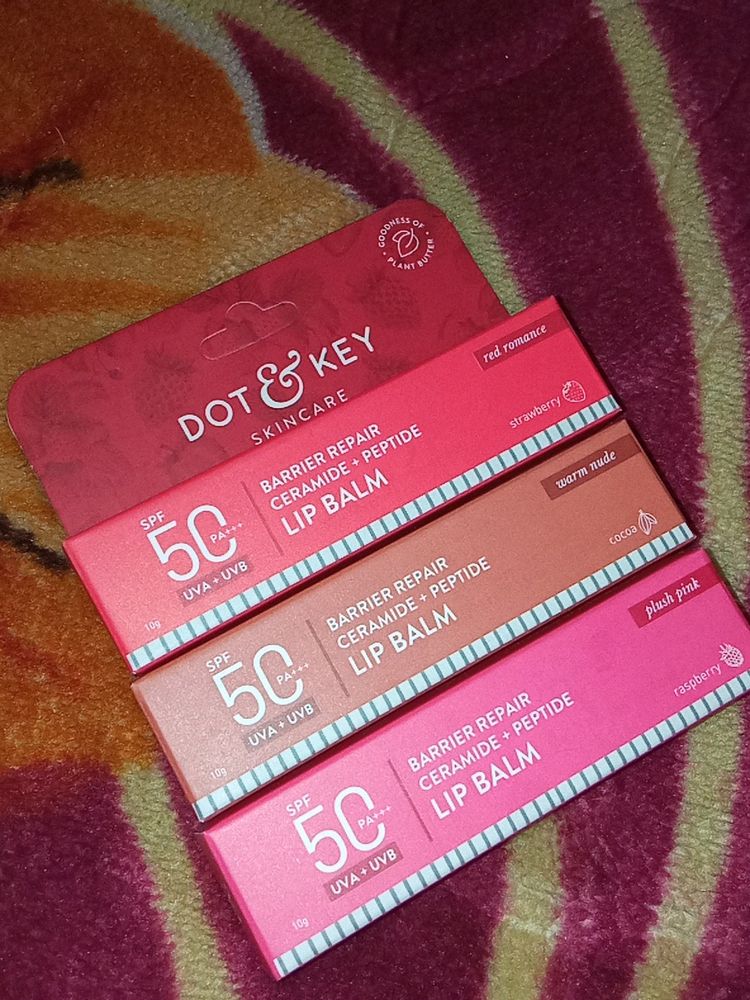 GOODNESS OF
PLANT BUTTER
DOT & KEY
SKINCARE
red romance
strawberry
SPF
50
PA+++
UVA + UVB
BARRIER REPAIR
CERAMIDE + PEPTIDE
LIP BALM
10g
warm nude
cocoa
SPF
50
PA+++
UVA + UVB
BARRIER REPAIR
CERAMIDE + PEPTIDE
LIP BALM
10g
plush pink
raspberry
SPF
50
PA+++
UVA + UVB
BARRIER REPAIR
CERAMIDE + PEPTIDE
LIP BALM
10g